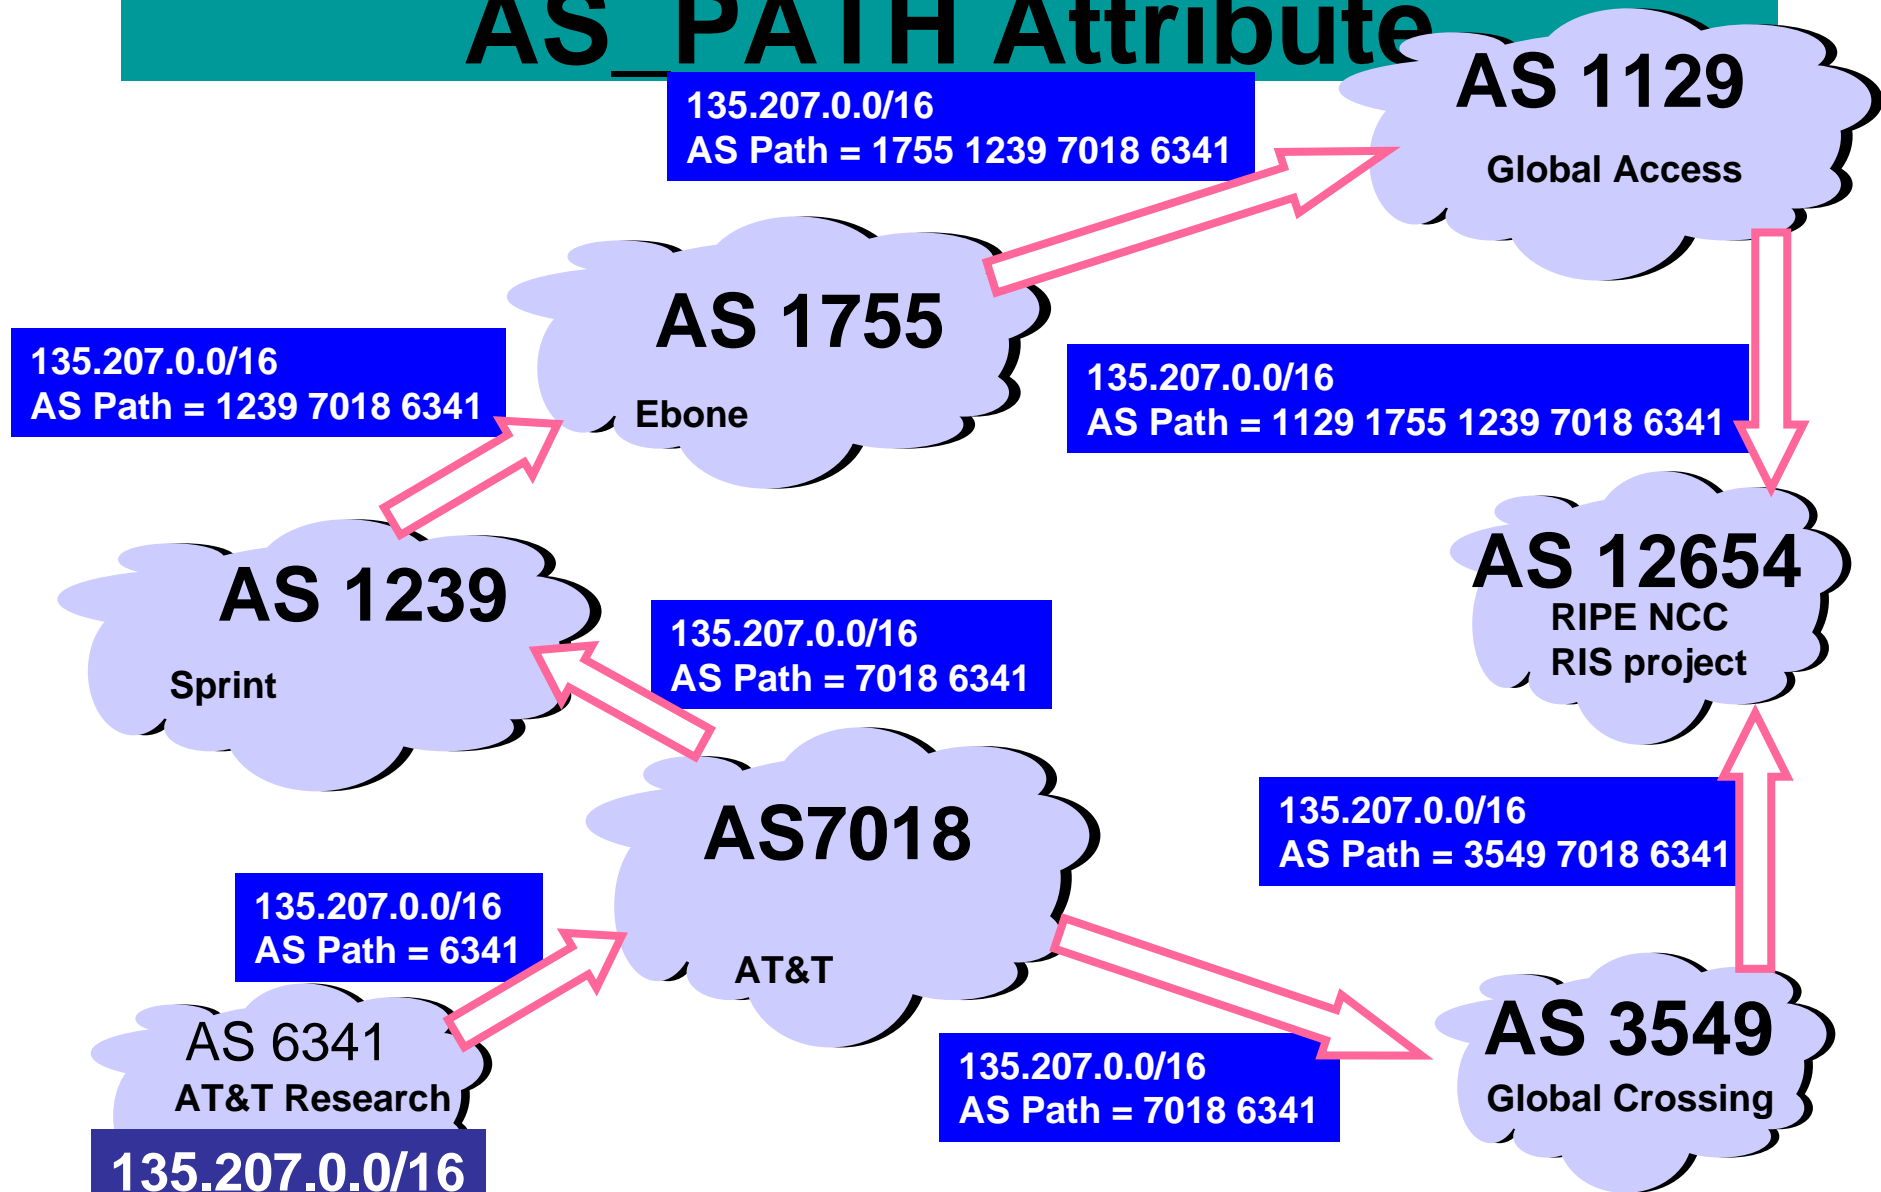 AS_PATH Attribute
AS 1129
Global Access
135.207.0.0/16
AS Path = 1755 1239 7018 6341
AS 1755
Ebone
135.207.0.0/16
AS Path = 1239 7018 6341
135.207.0.0/16
AS Path = 1129 1755 1239 7018 6341
AS 12654
RIPE NCC
RIS project
AS 1239
Sprint
135.207.0.0/16
AS Path = 7018 6341
AS7018
AT&T
135.207.0.0/16
AS Path = 3549 7018 6341
135.207.0.0/16
AS Path = 6341
AS 6341
AT&T Research
135.207.0.0/16
135.207.0.0/16
AS Path = 7018 6341
AS 3549
Global Crossing